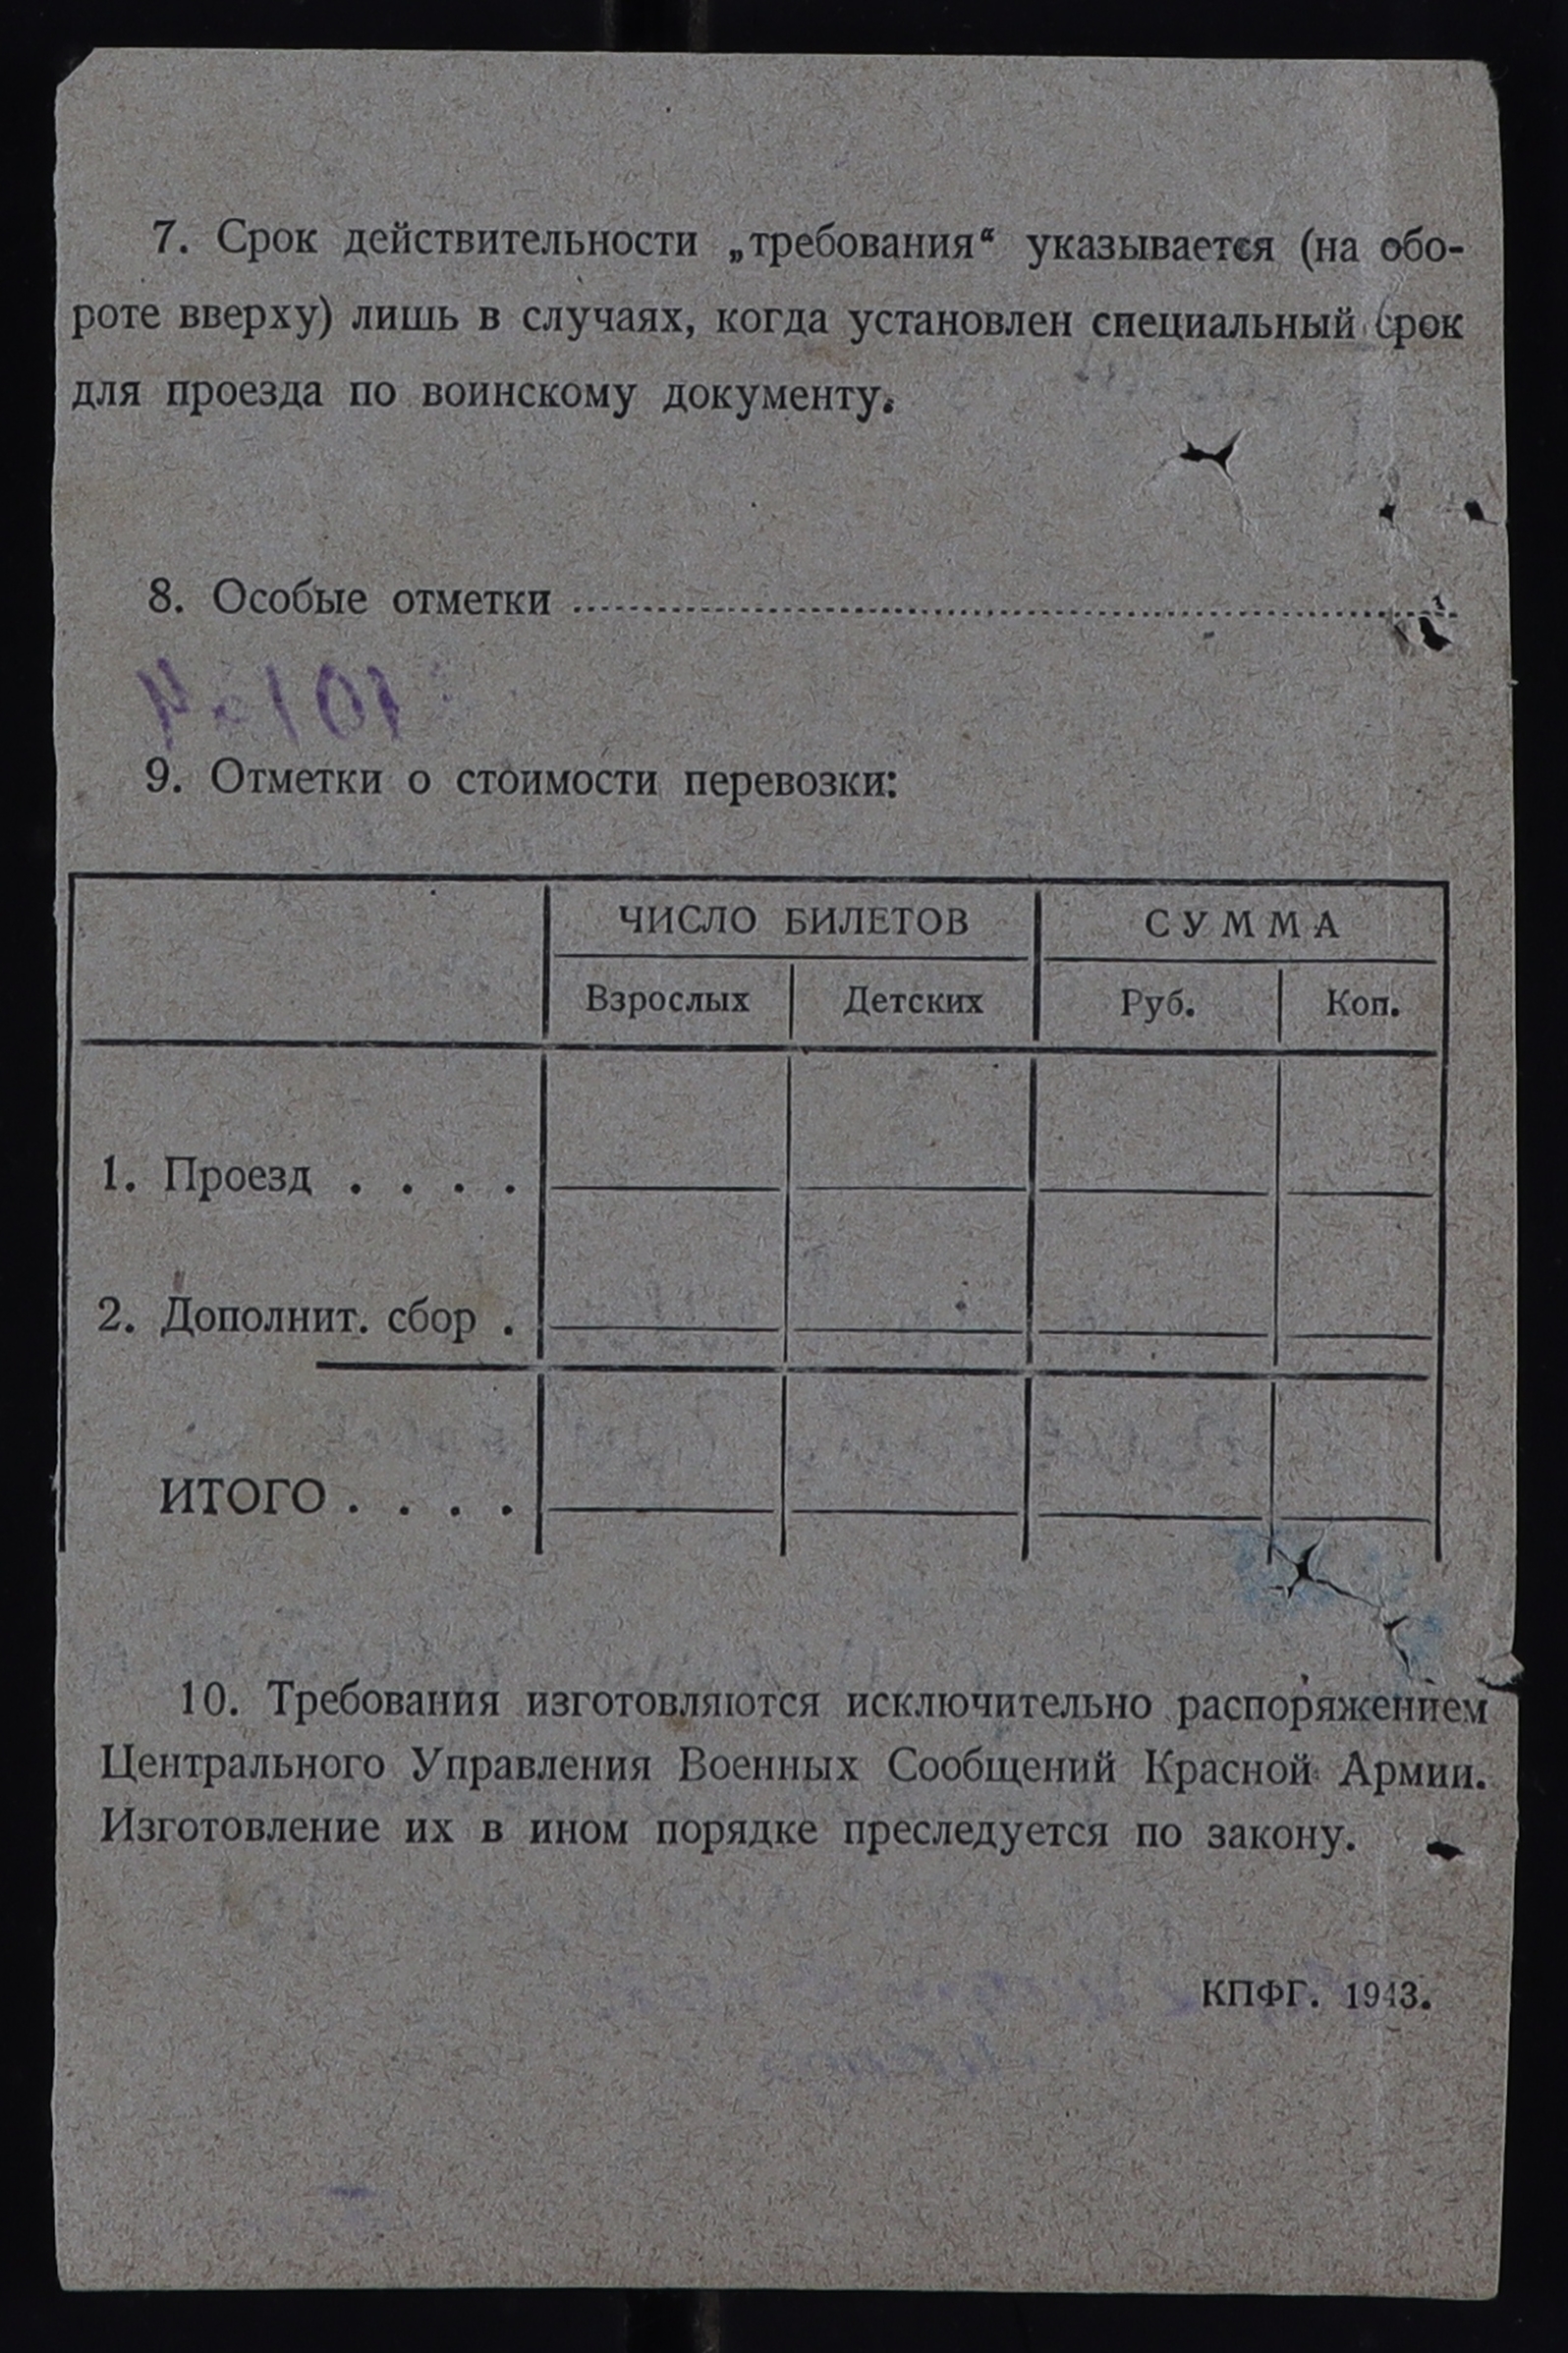 7. Срок действительности „требования“ указывается (на обо-
роте вверху) лишь в случаях, когда установлен специальный срок
для проезда по воинскому документу.
8. Особые отметки
№ 101
9. Отметки о стоимости перевозки:
ЧИСЛО БИЛЕТОВ СУММА
Взрослых Детских Руб. Коп.
1. Проезд . . . .
2. Дополнит. сбор .
ИТОГО . . . .
10. Требования изготовляются исключительно распоряжением
Центрального Управления Военных Сообщений Красной Армии.
Изготовление их в ином порядке преследуется по закону.
КПФГ. 1943.